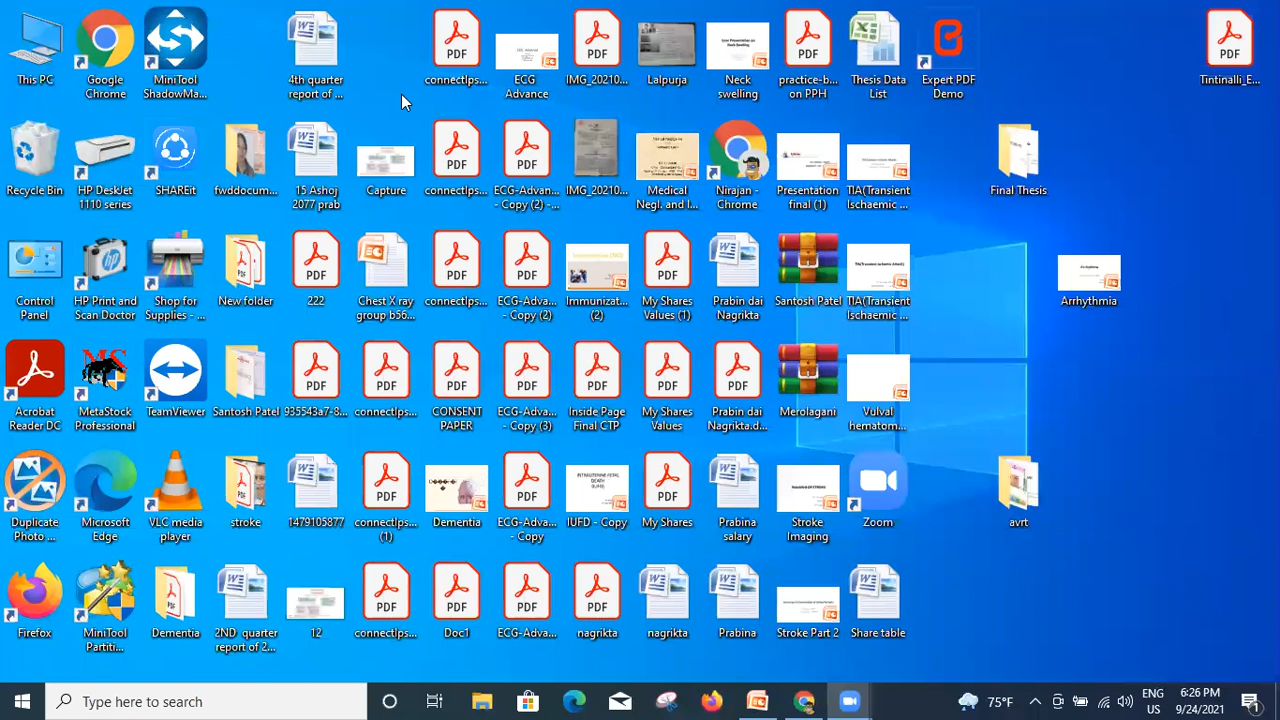 This PC
Google
Chrome
MiniTool
ShadowMa...
4th quarter
report of ...
connectIps...
ECG
Advance
IMG_20210...
Lalpurja
Neck
swelling
practice-b...
on PPH
Thesis Data
List
Expert PDF
Demo
Tintinalli_E...
Recycle Bin
HP DeskJet
1110 series
SHAREit
fwddocum...
15 Ashoj
2077 prab
Capture
connectIps...
ECG-Advan...
- Copy (2) -...
IMG_20210...
Medical
Negl. and I...
Nirajan -
Chrome
Presentation
final (1)
TIA(Transient
Ischaemic ...
Final Thesis
Control
Panel
HP Print and
Scan Doctor
Shop for
Supplies - ...
New folder
222
Chest X ray
group b56...
connectIps...
ECG-Adva...
- Copy (2)
Immunizat...
(2)
My Shares
Values (1)
Prabin dai
Nagrikta
Santosh Patel
TIA(Transient
Ischaemic ...
Arrhythmia
Acrobat
Reader DC
MetaStock
Professional
TeamViewer
Santosh Patel
935543a7-8...
connectIps...
CONSENT
PAPER
ECG-Adva...
- Copy (3)
Inside Page
Final CTP
My Shares
Values
Prabin dai
Nagrikta.d...
Merolagani
Vulval
hematom...
Duplicate
Photo ...
Microsoft
Edge
VLC media
player
stroke
1479105877
connectIps...
(1)
Dementia
ECG-Adva...
- Copy
IUFD - Copy
My Shares
Prabina
salary
Stroke
Imaging
Zoom
avrt
Firefox
MiniTool
Partiti...
Dementia
2ND quarter
report of 2...
12
connectIps...
Doc1
ECG-Adva...
nagrikta
nagrikta
Prabina
Stroke Part 2
Share table
Type here to search
75°F
ENG
US
6:26 PM
9/24/2021
1